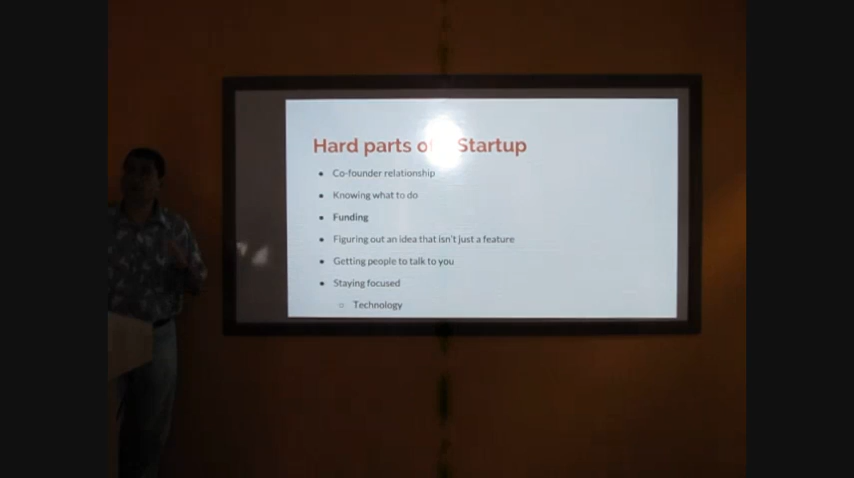 Hard parts of Startup
Co-founder relationship
Knowing what to do
Funding
Figuring out an idea that isn't just a feature
Getting people to talk to you
Staying focused
Technology